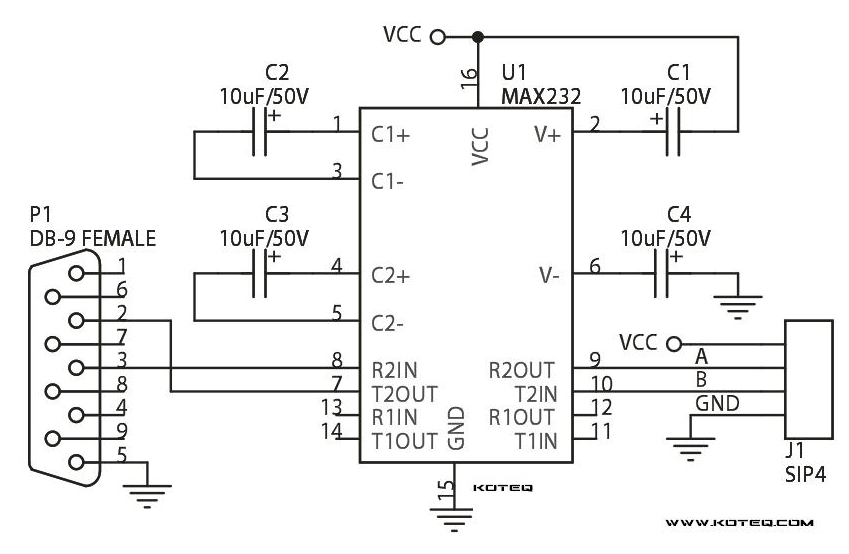 VCC
C2
10uF/50V
+
U1
MAX232
16
C1
10uF/50V
+
1
C1+
VCC
V+
2
3
C1-
P1
DB-9 FEMALE
C3
10uF/50V
+
C4
10uF/50V
+
4
C2+
V-
6
5
C2-
1
6
2
7
3
8
4
9
5
8
R2IN
R2OUT
9
7
T2OUT
T2IN
10
13
R1IN
R1OUT
12
14
T1OUT
T1IN
11
GND
15
VCC
A
B
GND
J1
SIP4
KOTEQ
WWW.KOTEQ.COM